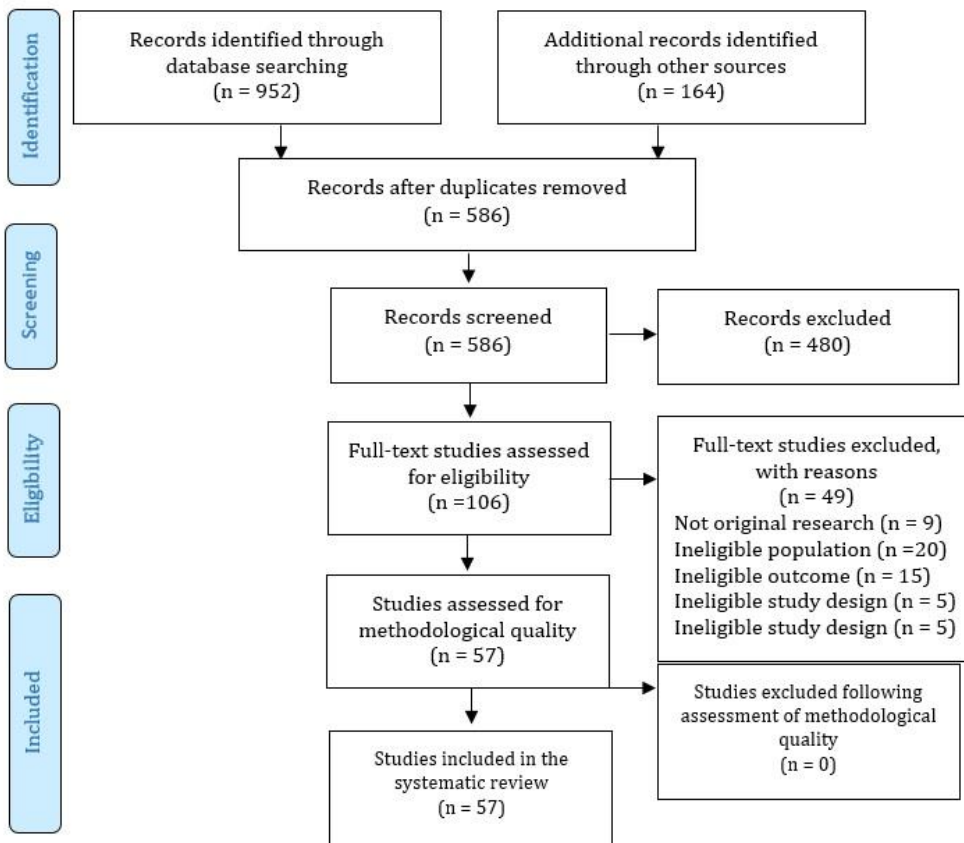 Identification
Records identified through
database searching
(n = 952)
Additional records identified
through other sources
(n = 164)
Records after duplicates removed
(n = 586)
Screening
Records screened
(n = 586)
Records excluded
(n = 480)
Eligibility
Full-text studies assessed
for eligibility
(n =106)
Full-text studies excluded,
with reasons
(n = 49)
Not original research (n = 9)
Ineligible population (n =20)
Ineligible outcome (n = 15)
Ineligible study design (n = 5)
Ineligible study design (n = 5)
Included
Studies assessed for
methodological quality
(n = 57)
Studies excluded following
assessment of methodological
quality
(n = 0)
Studies included in the
systematic review
(n = 57)